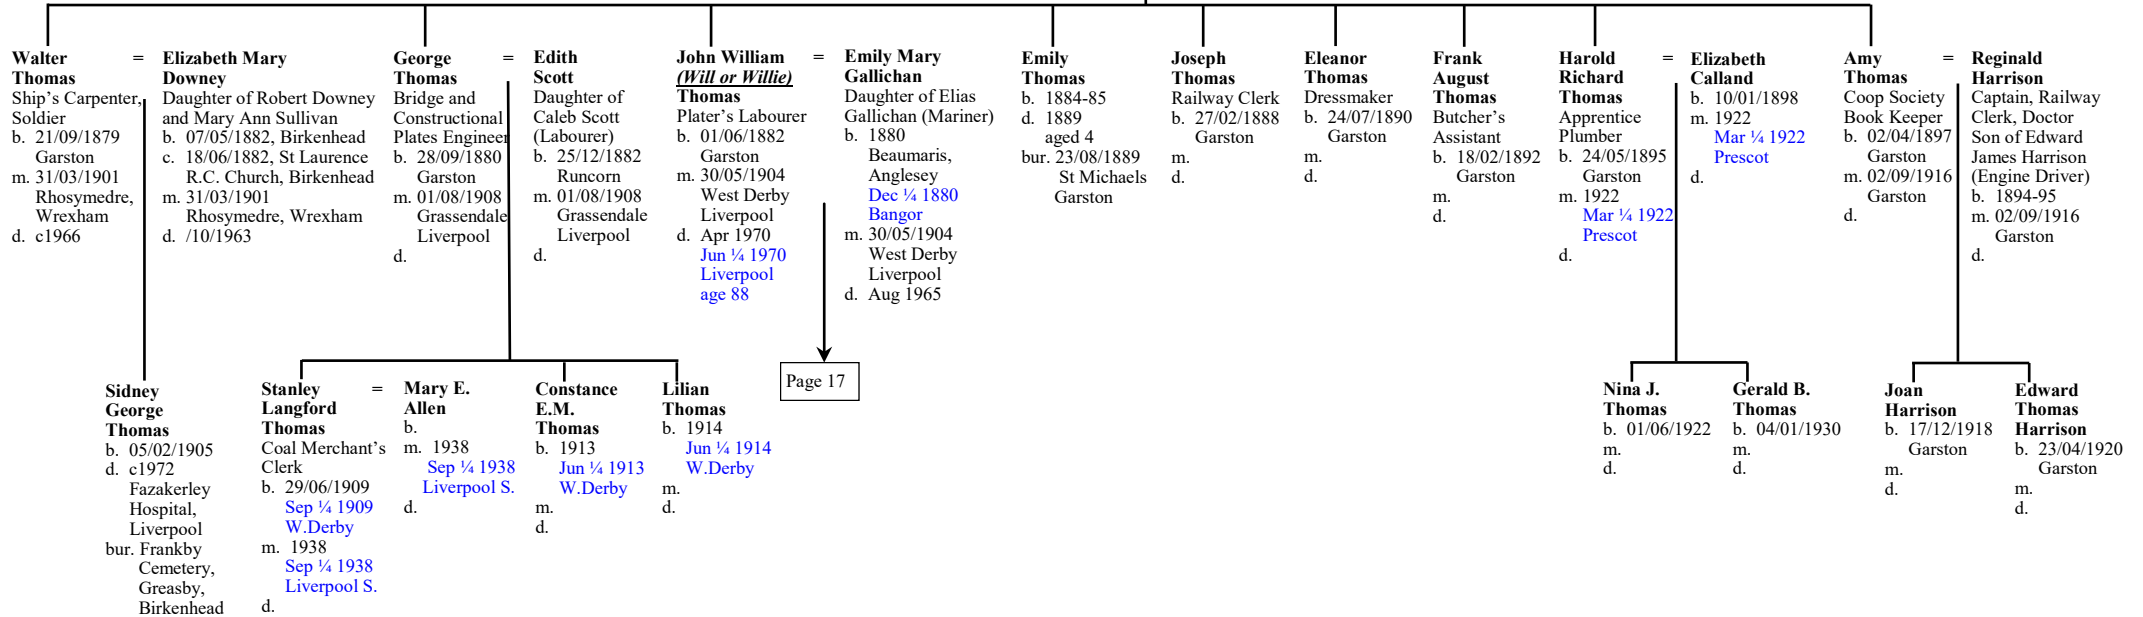 Walter
Thomas
Ship's Carpenter,
Soldier
b. 21/09/1879
Garston
m. 31/03/1901
Rhosymedre,
Wrexham
d. c1966
=
Elizabeth Mary
Downey
Daughter of Robert Downey
and Mary Ann Sullivan
b. 07/05/1882, Birkenhead
c. 18/06/1882, St Laurence
R.C. Church, Birkenhead
m. 31/03/1901
Rhosymedre, Wrexham
d. /10/1963
George
Thomas
Bridge and
Constructional
Plates Engineer
b. 28/09/1880
Garston
m. 01/08/1908
Grassendale
Liverpool
d.
=
Edith
Scott
Daughter of
Caleb Scott
(Labourer)
b. 25/12/1882
Runcorn
m. 01/08/1908
Grassendale
Liverpool
d.
John William
(Will or Willie)
Thomas
Plater's Labourer
b. 01/06/1882
Garston
m. 30/05/1904
West Derby
Liverpool
d. Apr 1970
Jun ¼ 1970
Liverpool
age 88
=
Emily Mary
Gallichan
Daughter of Elias
Gallichan (Mariner)
b. 1880
Beaumaris,
Anglesey
Dec ¼ 1880
Bangor
m. 30/05/1904
West Derby
Liverpool
d. Aug 1965
Emily
Thomas
b. 1884-85
d. 1889
aged 4
bur. 23/08/1889
St Michaels
Garston
Joseph
Thomas
Railway Clerk
b. 27/02/1888
Garston
m.
d.
Eleanor
Thomas
Dressmaker
b. 24/07/1890
Garston
m.
d.
Frank
August
Thomas
Butcher's
Assistant
b. 18/02/1892
Garston
m.
d.
Harold
Richard
Thomas
Apprentice
Plumber
b. 24/05/1895
Garston
m. 1922
Mar ¼ 1922
Prescot
d.
=
Elizabeth
Calland
b. 10/01/1898
m. 1922
Mar ¼ 1922
Prescot
d.
Amy
Thomas
Coop Society
Book Keeper
b. 02/04/1897
Garston
m. 02/09/1916
Garston
d.
=
Reginald
Harrison
Captain, Railway
Clerk, Doctor
Son of Edward
James Harrison
(Engine Driver)
b. 1894-95
m. 02/09/1916
Garston
d.
Sidney
George
Thomas
b. 05/02/1905
d. c1972
Fazakerley
Hospital,
Liverpool
bur. Frankby
Cemetery,
Greasby,
Birkenhead
Stanley
Langford
Thomas
Coal Merchant's
Clerk
b. 29/06/1909
Sep ¼ 1909
W.Derby
m. 1938
Sep ¼ 1938
Liverpool S.
d.
=
Mary E.
Allen
b.
m. 1938
Sep ¼ 1938
Liverpool S.
d.
Constance
E.M.
Thomas
b. 1913
Jun ¼ 1913
W.Derby
m.
d.
Lilian
Thomas
b. 1914
Jun ¼ 1914
W.Derby
m.
d.
Page 17
Nina J.
Thomas
b. 01/06/1922
m.
d.
Gerald B.
Thomas
b. 04/01/1930
m.
d.
Joan
Harrison
b. 17/12/1918
Garston
m.
d.
Edward
Thomas
Harrison
b. 23/04/1920
Garston
m.
d.